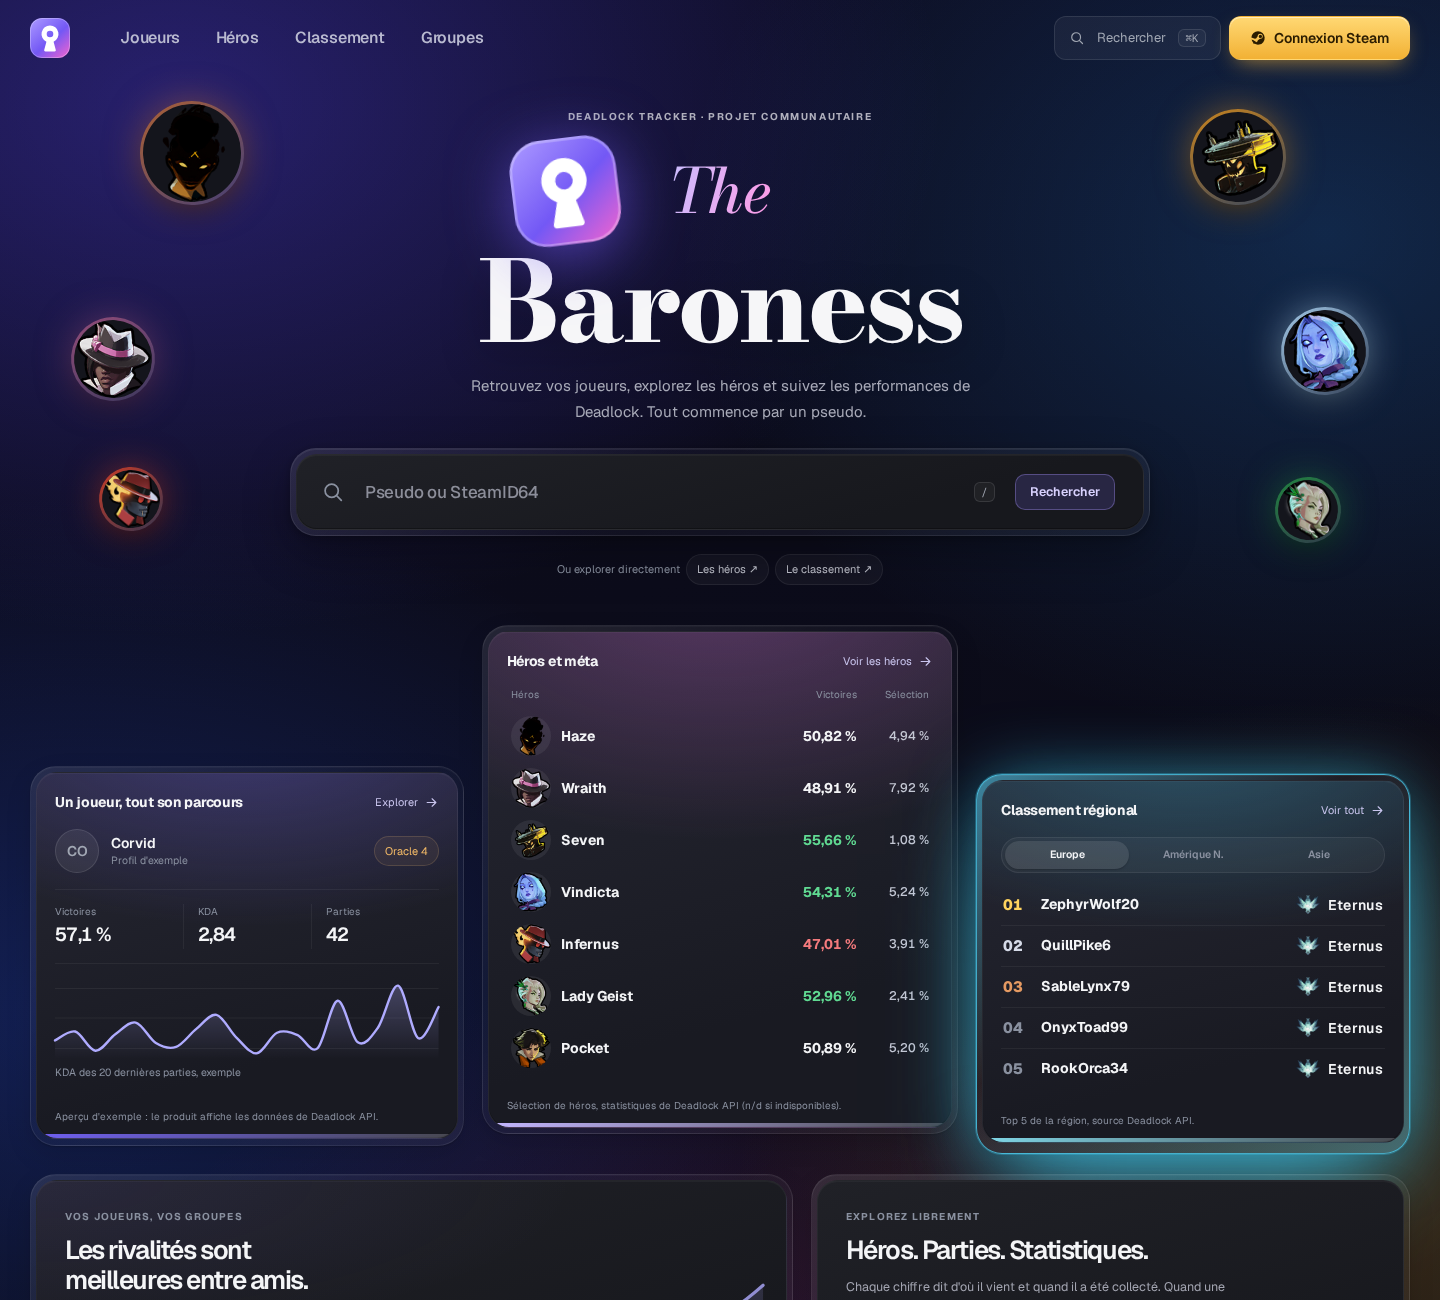 Joueurs Héros Classement Groupes Rechercher ⌘K Connexion Steam
DEADLOCK TRACKER · PROJET COMMUNAUTAIRE
The
Baroness
Retrouvez vos joueurs, explorez les héros et suivez les performances de
Deadlock. Tout commence par un pseudo.
Pseudo ou SteamID64 / Rechercher
Ou explorer directement Les héros ↗ Le classement ↗
Un joueur, tout son parcours Explorer →
CO Corvid Oracle 4
Profil d'exemple
Victoires KDA Parties
57,1 % 2,84 42
KDA des 20 dernières parties, exemple
Aperçu d'exemple : le produit affiche les données de Deadlock API.
Héros et méta Voir les héros →
Héros Victoires Sélection
Haze 50,82 % 4,94 %
Wraith 48,91 % 7,92 %
Seven 55,66 % 1,08 %
Vindicta 54,31 % 5,24 %
Infernus 47,01 % 3,91 %
Lady Geist 52,96 % 2,41 %
Pocket 50,89 % 5,20 %
Sélection de héros, statistiques de Deadlock API (n/d si indisponibles).
Classement régional Voir tout →
Europe Amérique N. Asie
01 ZephyrWolf20 Eternus
02 QuillPike6 Eternus
03 SableLynx79 Eternus
04 OnyxToad99 Eternus
05 RookOrca34 Eternus
Top 5 de la région, source Deadlock API.
VOS JOUEURS, VOS GROUPES
Les rivalités sont
meilleures entre amis.
EXPLOREZ LIBREMENT
Héros. Parties. Statistiques.
Chaque chiffre dit d'où il vient et quand il a été collecté. Quand une